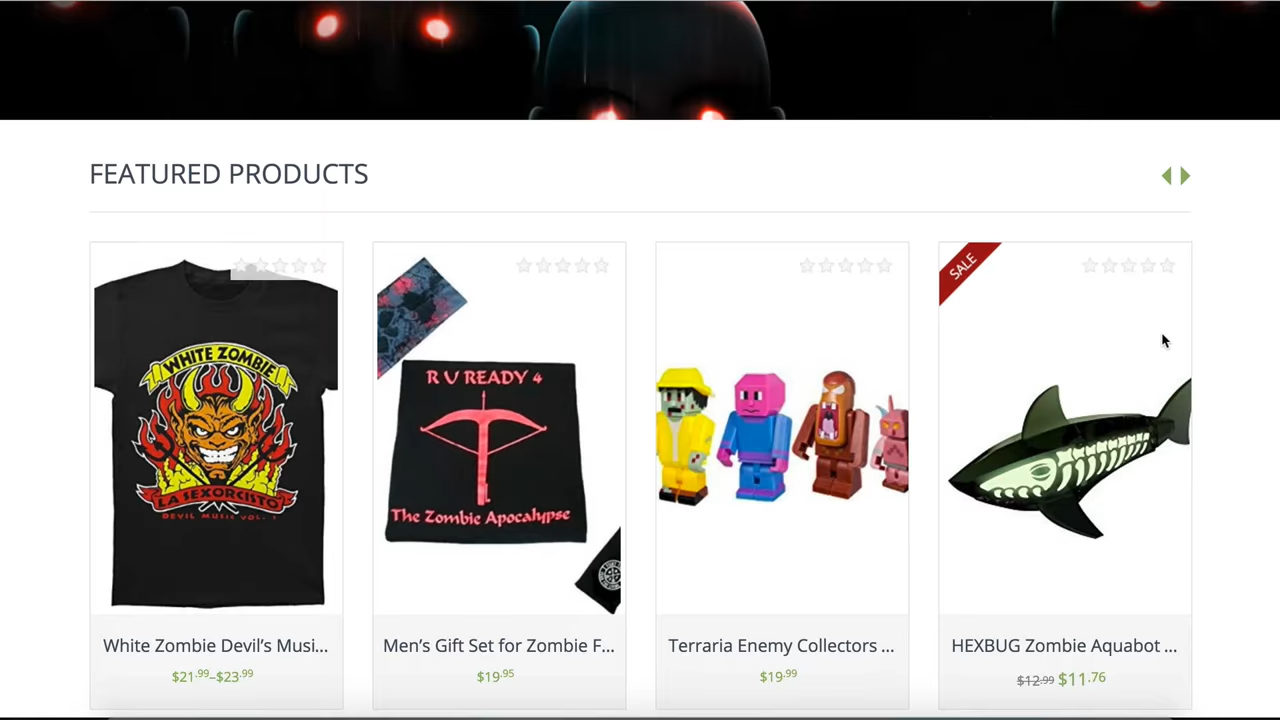 FEATURED PRODUCTS
SALE
WHITE ZOMBIE
LA SEXORCISTO
DEVIL MUSIC VOL. 1
R U READY 4
The Zombie Apocalypse
White Zombie Devil’s Musi...
Men’s Gift Set for Zombie F...
Terraria Enemy Collectors ...
HEXBUG Zombie Aquabot ...
$21.99–$23.99
$19.95
$19.99
$12.99 $11.76